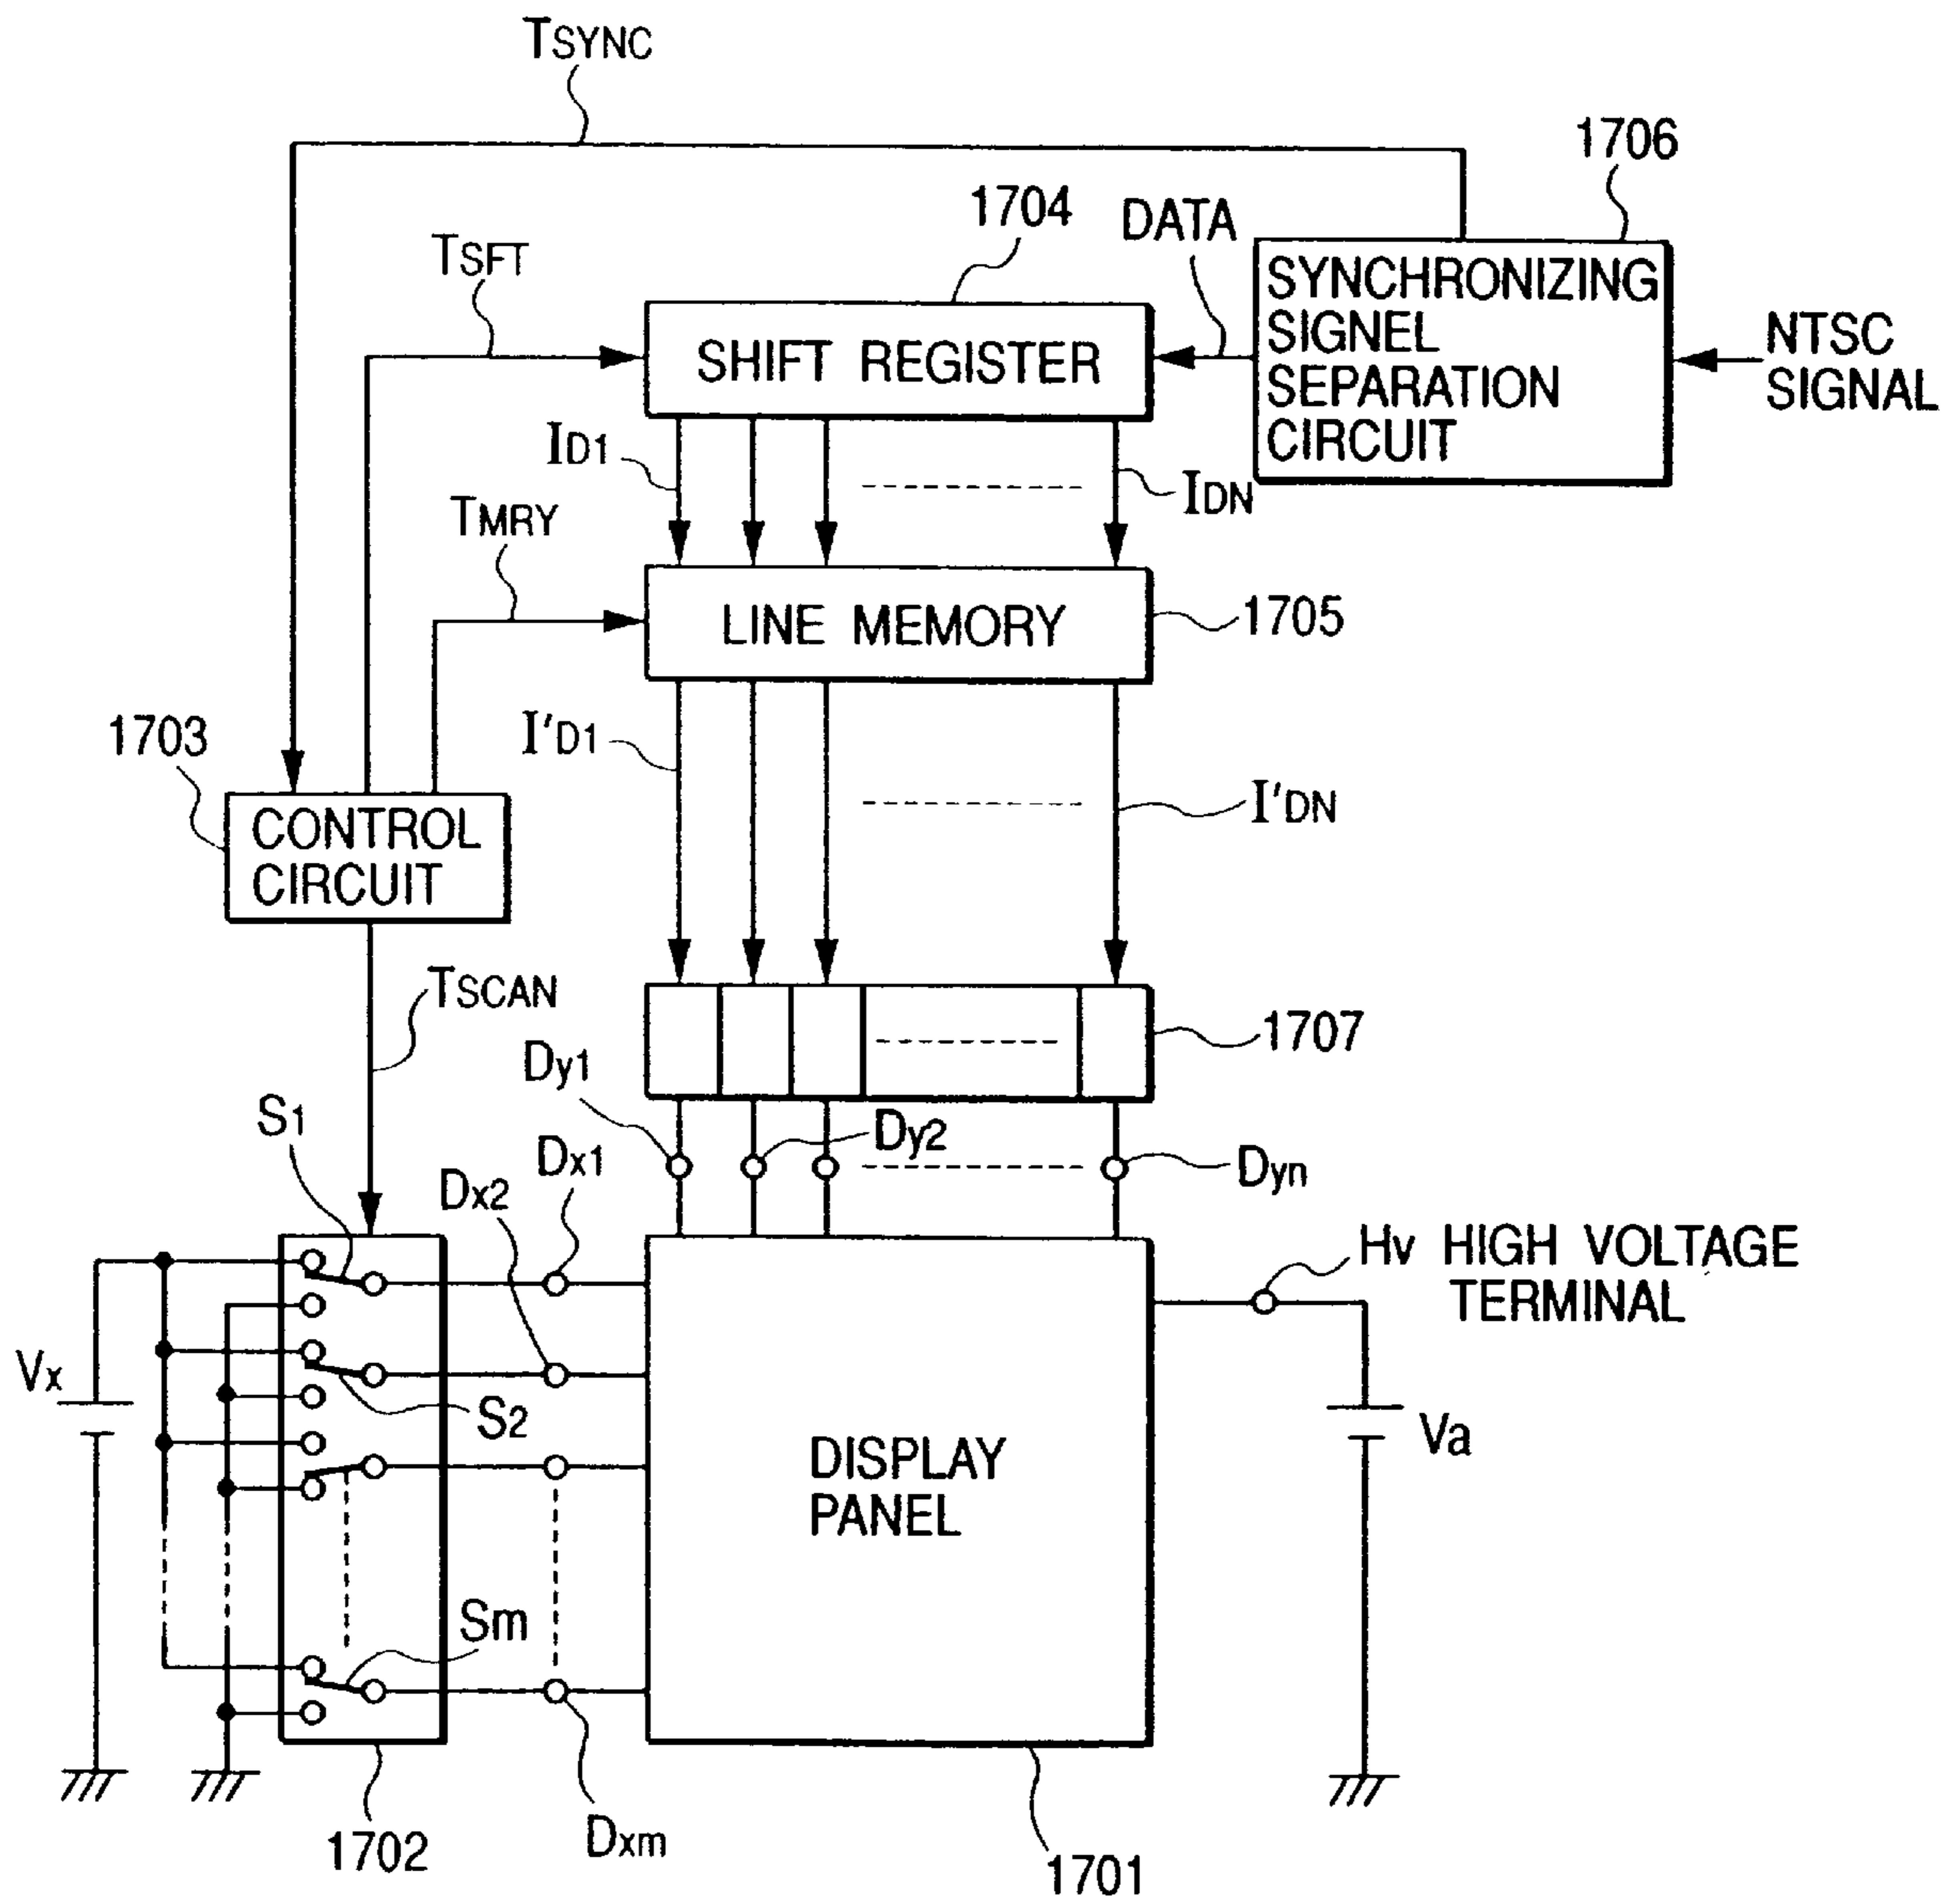 TSYNC
1706
1704
DATA
TSFT
SYNCHRONIZING
SIGNEL
SEPARATION
CIRCUIT
NTSC
SIGNAL
SHIFT REGISTER
ID1
IDN
TMRY
LINE MEMORY
1705
1703
I'D1
I'DN
CONTROL
CIRCUIT
TSCAN
1707
Dy1
S1
Dy2
Dx1
Dyn
Dx2
Hv HIGH VOLTAGE
TERMINAL
Vx
S2
Va
DISPLAY
PANEL
Sm
Dxm
1702
1701